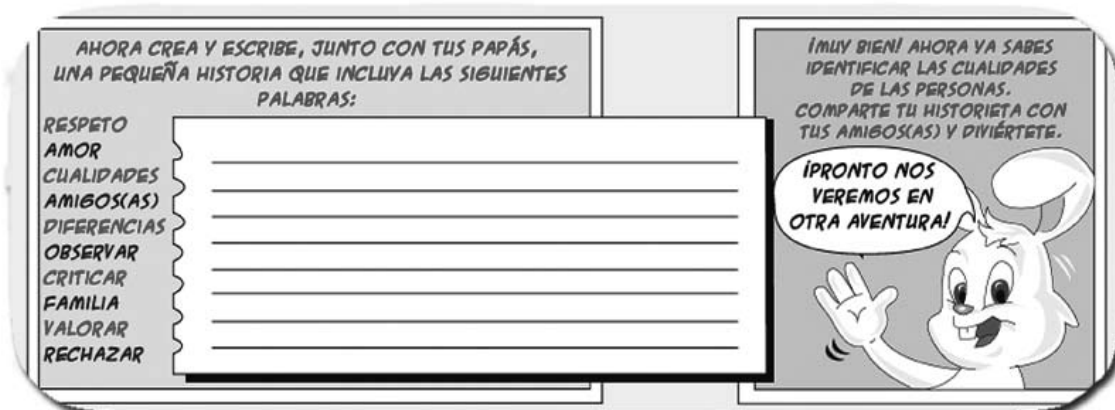 AHORA CREA Y ESCRIBE, JUNTO CON TUS PAPÁS,
UNA PEQUEÑA HISTORIA QUE INCLUYA LAS SIGUIENTES
PALABRAS:
RESPETO
AMOR
CUALIDADES
AMIGOS(AS)
DIFERENCIAS
OBSERVAR
CRITICAR
FAMILIA
VALORAR
RECHAZAR
¡MUY BIEN! AHORA YA SABES
IDENTIFICAR LAS CUALIDADES
DE LAS PERSONAS.
COMPARTE TU HISTORIETA CON
TUS AMIGOS(AS) Y DIVIÉRTETE.
¡PRONTO NOS
VEREMOS EN
OTRA AVENTURA!